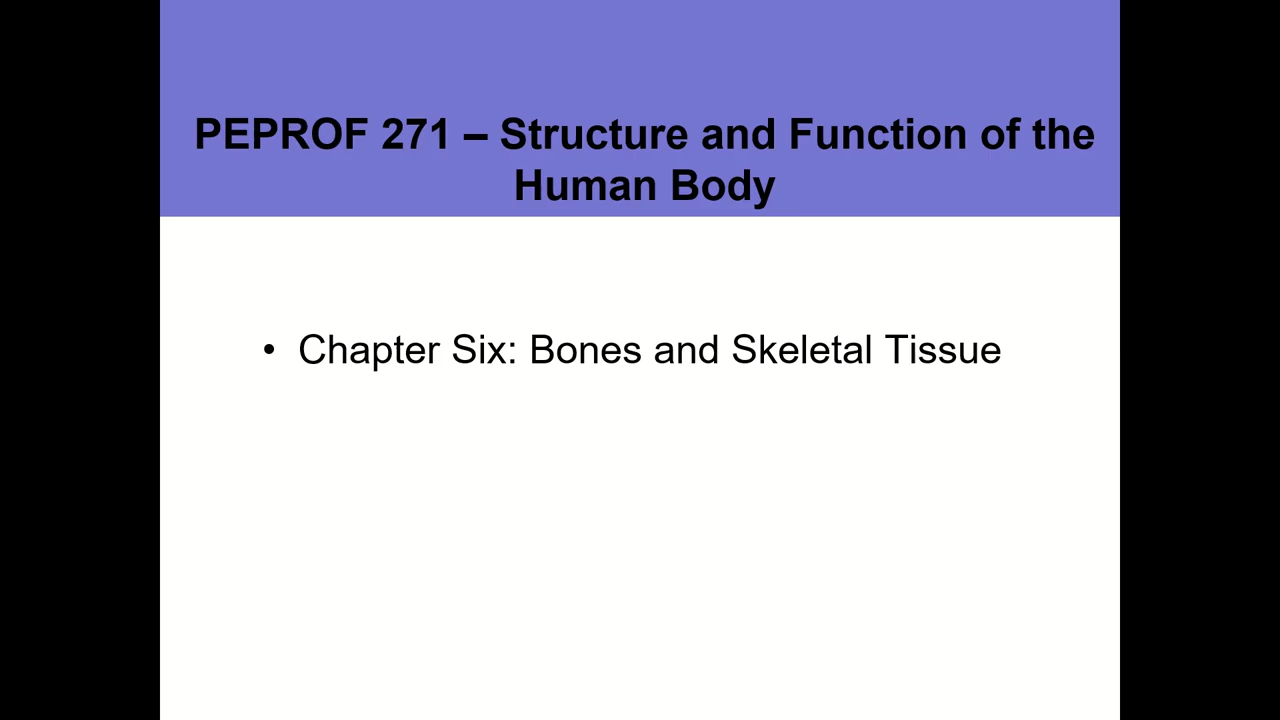 PEPROF 271 – Structure and Function of the
Human Body
• Chapter Six: Bones and Skeletal Tissue